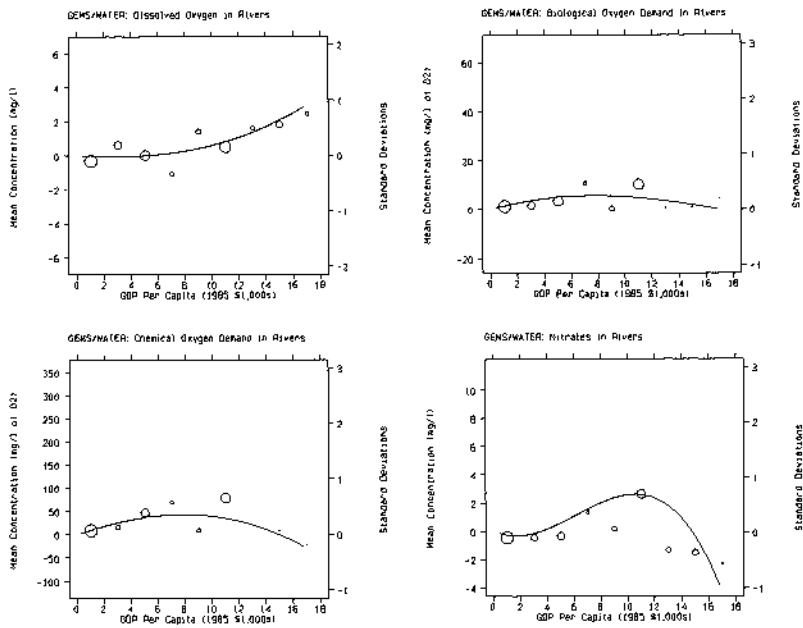 GEMS/WATER: Dissolved Oxygen in Rivers
Mean Concentration (mg/l)
6
4
2
0
-2
-4
-6
2
1
0
-1
-2
Standard Deviations
0 2 4 6 8 10 12 14 16 18
GDP Per Capita (1985 $1,000s)
GEMS/WATER: Biological Oxygen Demand in Rivers
Mean Concentration (mg/l of O2)
60
40
20
0
-20
3
2
1
0
-1
Standard Deviations
0 2 4 6 8 10 12 14 16 18
GDP Per Capita (1985 $1,000s)
GEMS/WATER: Chemical Oxygen Demand in Rivers
Mean Concentration (mg/l of O2)
350
300
250
200
150
100
50
0
-50
-100
3
2
1
0
-1
Standard Deviations
0 2 4 6 8 10 12 14 16 18
GDP Per Capita (1985 $1,000s)
GEMS/WATER: Nitrates in Rivers
Mean Concentration (mg/l)
10
8
6
4
2
0
-2
-4
3
2
1
0
-1
Standard Deviations
0 2 4 6 8 10 12 14 16 18
GDP Per Capita (1985 $1,000s)